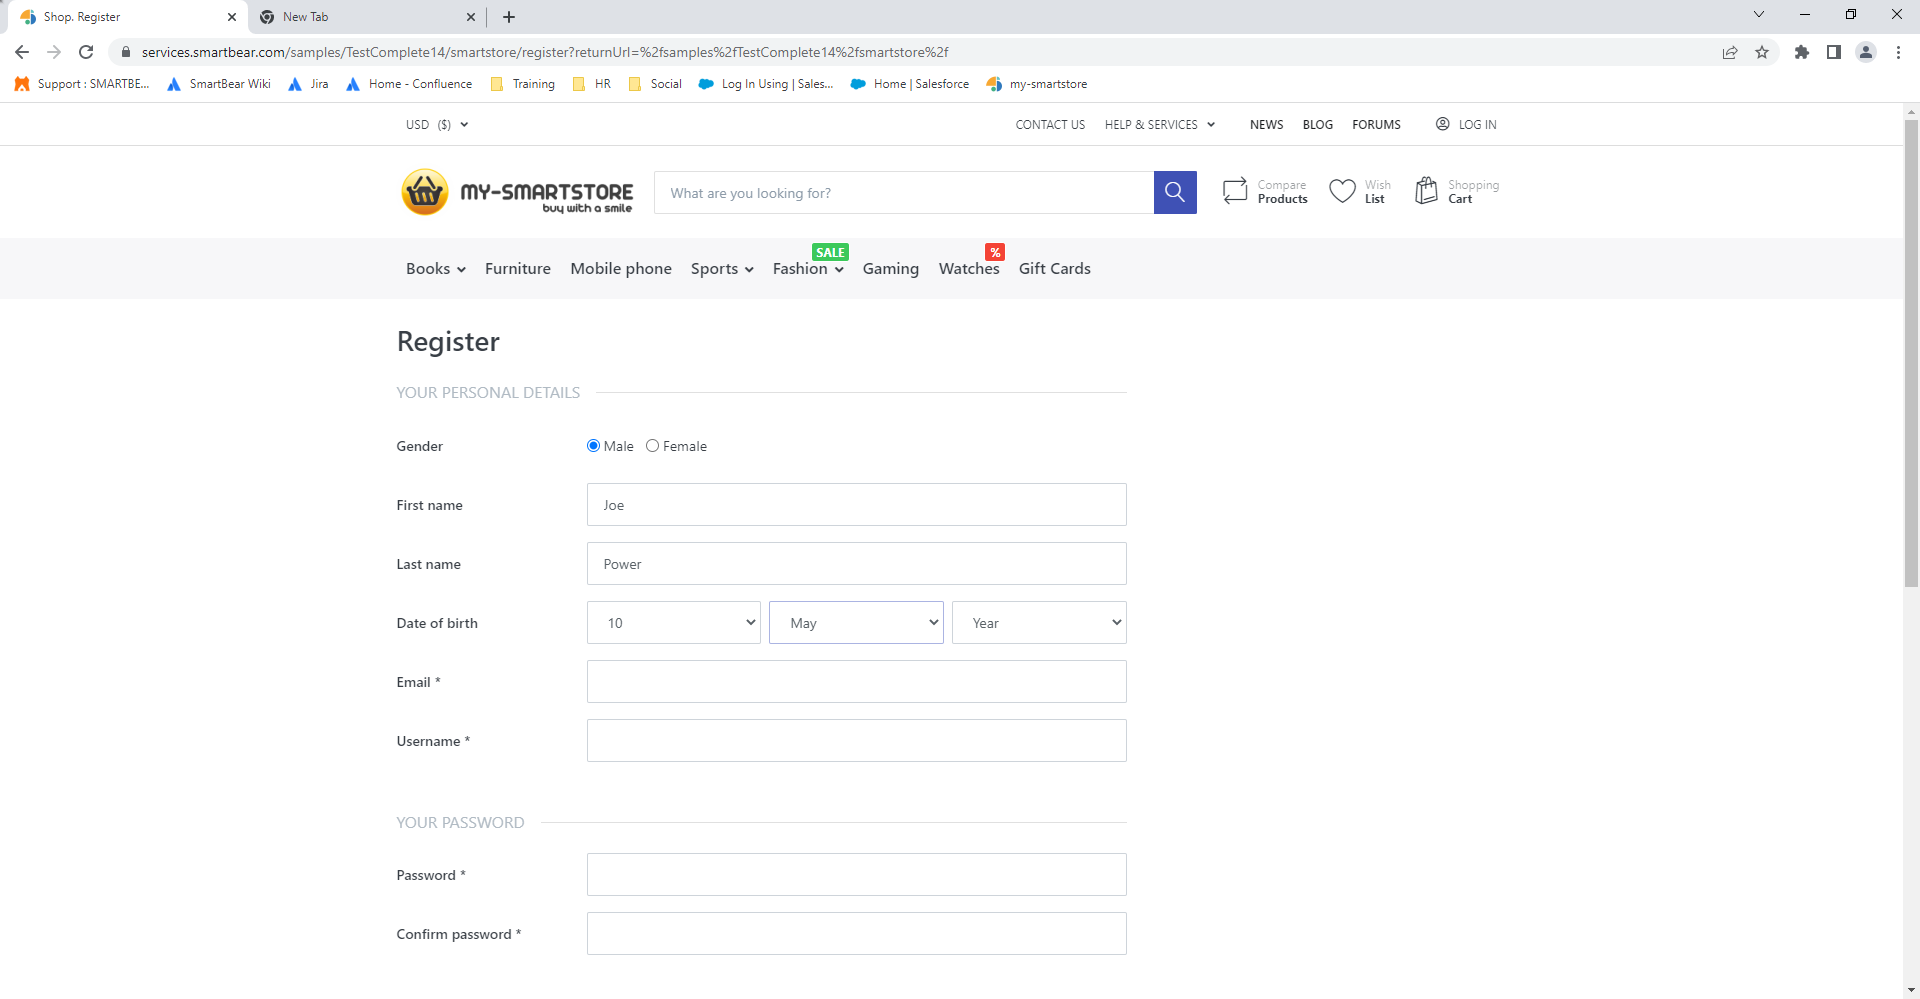 Shop. Register
New Tab
services.smartbear.com/samples/TestComplete14/smartstore/register?returnUrl=%2fsamples%2fTestComplete14%2fsmartstore%2f
Support : SMARTBE... SmartBear Wiki Jira Home - Confluence Training HR Social Log In Using | Sales... Home | Salesforce my-smartstore
USD ($) CONTACT US HELP & SERVICES NEWS BLOG FORUMS LOG IN
MY-SMARTSTORE
buy with a smile
What are you looking for?
Compare
Products
Wish
List
Shopping
Cart
SALE %
Books Furniture Mobile phone Sports Fashion Gaming Watches Gift Cards
Register
YOUR PERSONAL DETAILS
Gender Male Female
First name Joe
Last name Power
Date of birth 10 May Year
Email *
Username *
YOUR PASSWORD
Password *
Confirm password *